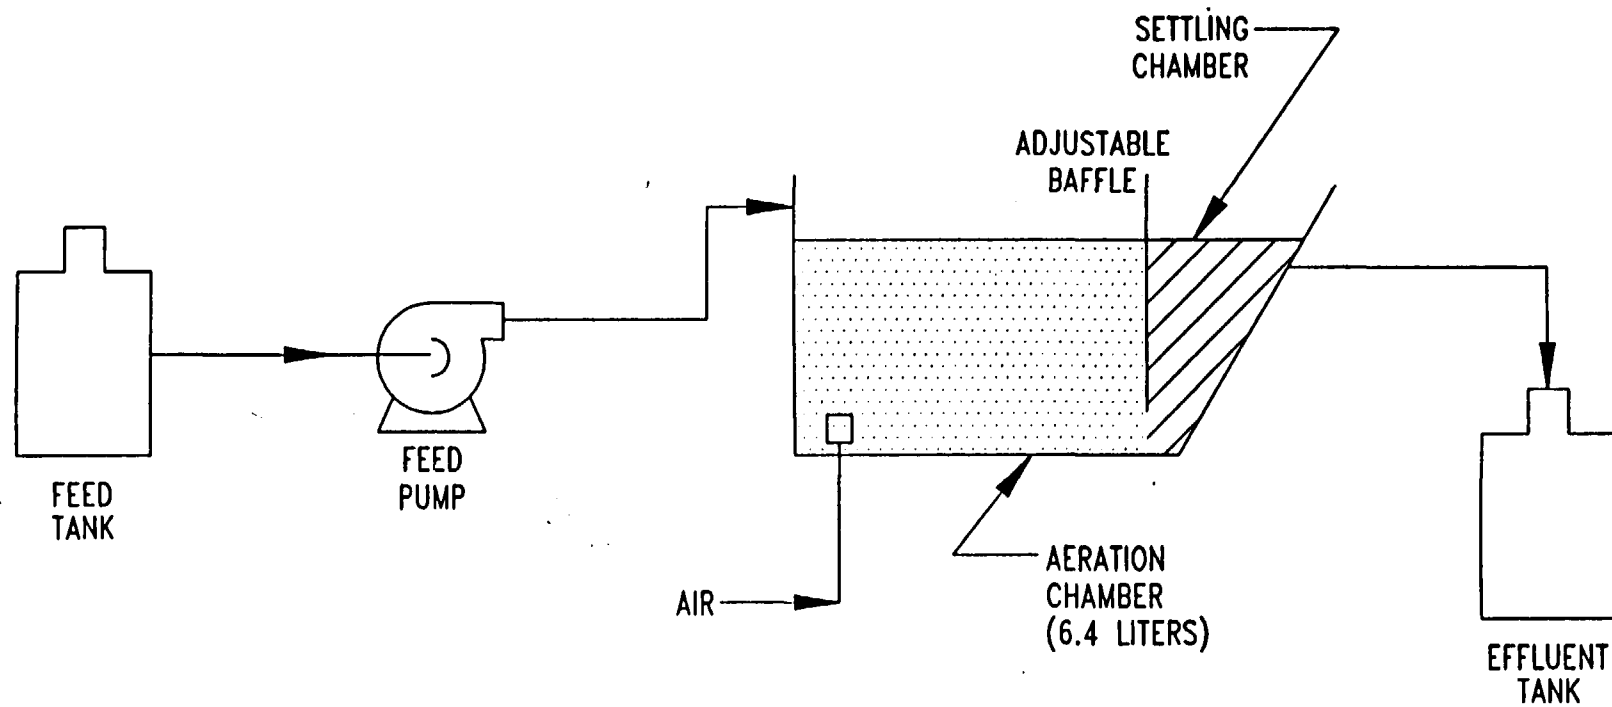 SETTLING
CHAMBER
ADJUSTABLE
BAFFLE
FEED
TANK
FEED
PUMP
AIR
AERATION
CHAMBER
(6.4 LITERS)
EFFLUENT
TANK